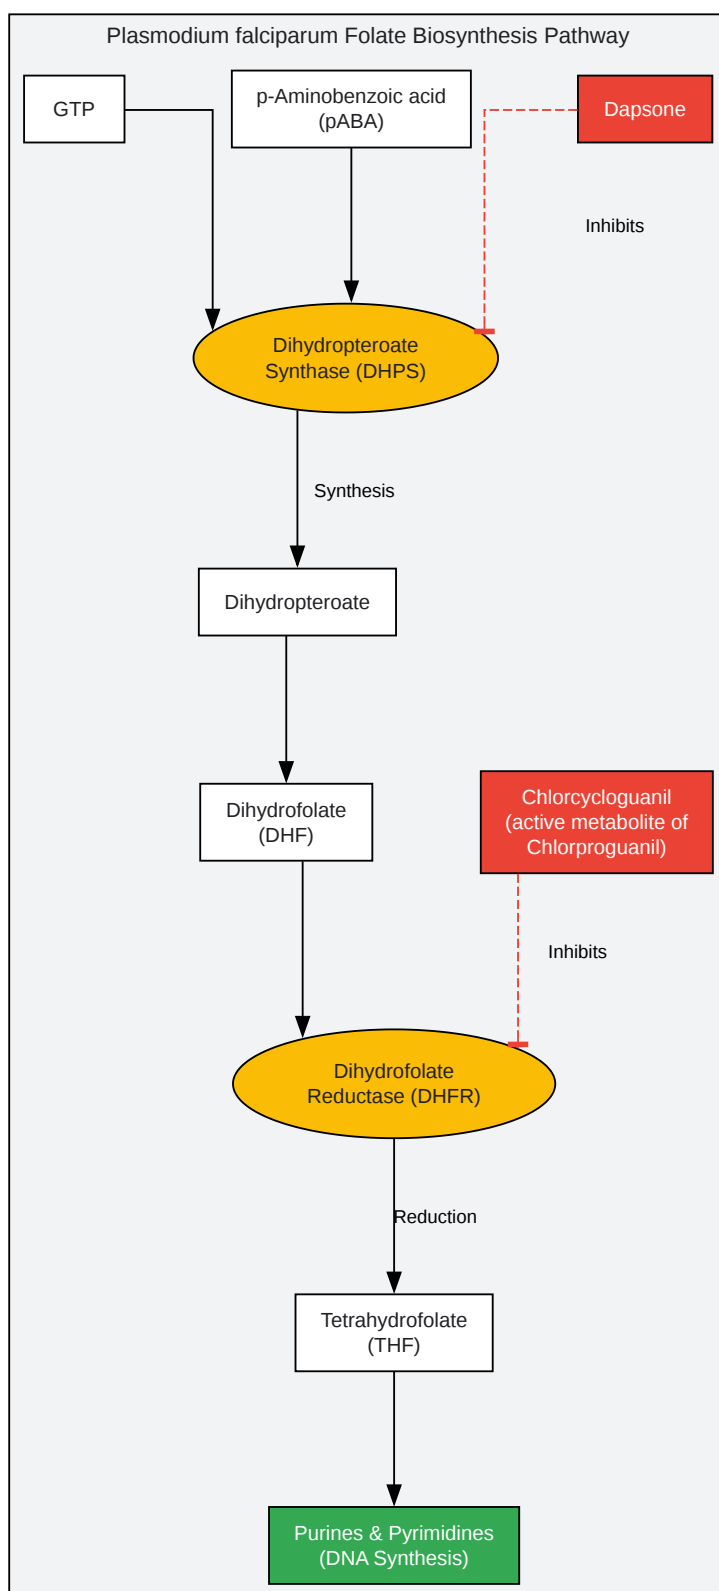 Plasmodium falciparum Folate Biosynthesis Pathway
GTP
p-Aminobenzoic acid
(pABA)
Dapsone
Inhibits
Dihydropteroate
Synthase (DHPS)
Synthesis
Dihydropteroate
Dihydrofolate
(DHF)
Chlorcycloguanil
(active metabolite of
Chlorproguanil)
Inhibits
Dihydrofolate
Reductase (DHFR)
Reduction
Tetrahydrofolate
(THF)
Purines & Pyrimidines
(DNA Synthesis)